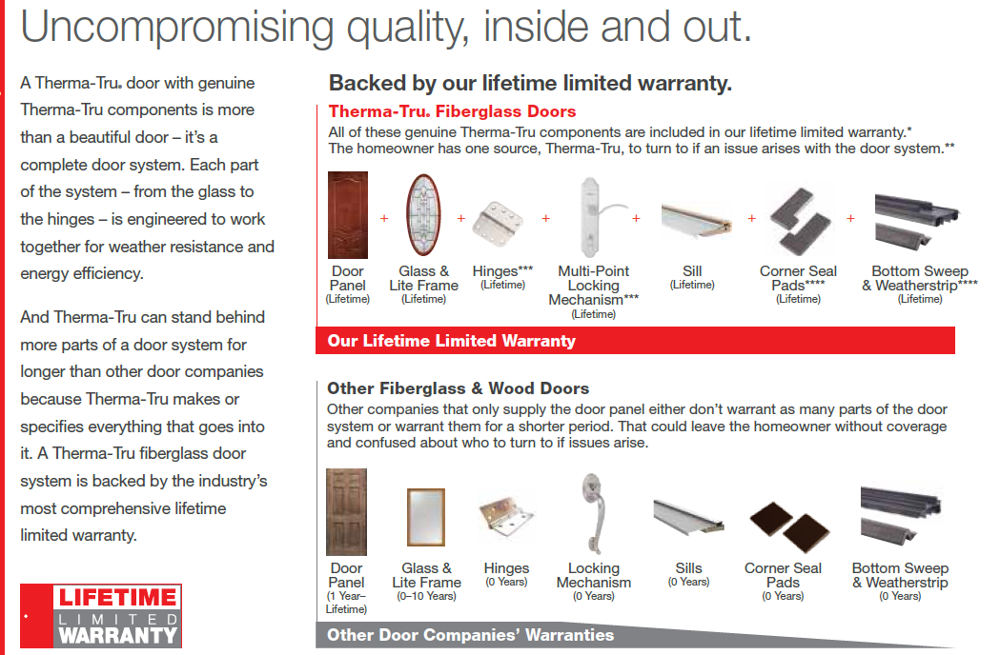 Uncompromising quality, inside and out.
A Therma-Tru® door with genuine
Therma-Tru components is more
than a beautiful door – it’s a
complete door system. Each part
of the system – from the glass to
the hinges – is engineered to work
together for weather resistance and
energy efficiency.
And Therma-Tru can stand behind
more parts of a door system for
longer than other door companies
because Therma-Tru makes or
specifies everything that goes into
it. A Therma-Tru fiberglass door
system is backed by the industry’s
most comprehensive lifetime
limited warranty.
LIFETIME
LIMITED
WARRANTY
Backed by our lifetime limited warranty.
Therma-Tru® Fiberglass Doors
All of these genuine Therma-Tru components are included in our lifetime limited warranty.*
The homeowner has one source, Therma-Tru, to turn to if an issue arises with the door system.**
+ + + + + +
Door
Panel
(Lifetime)
Glass &
Lite Frame
(Lifetime)
Hinges***
(Lifetime)
Multi-Point
Locking
Mechanism***
(Lifetime)
Sill
(Lifetime)
Corner Seal
Pads****
(Lifetime)
Bottom Sweep
& Weatherstrip****
(Lifetime)
Our Lifetime Limited Warranty
Other Fiberglass & Wood Doors
Other companies that only supply the door panel either don’t warrant as many parts of the door
system or warrant them for a shorter period. That could leave the homeowner without coverage
and confused about who to turn to if issues arise.
Door
Panel
(1 Year–
Lifetime)
Glass &
Lite Frame
(0–10 Years)
Hinges
(0 Years)
Locking
Mechanism
(0 Years)
Sills
(0 Years)
Corner Seal
Pads
(0 Years)
Bottom Sweep
& Weatherstrip
(0 Years)
Other Door Companies’ Warranties